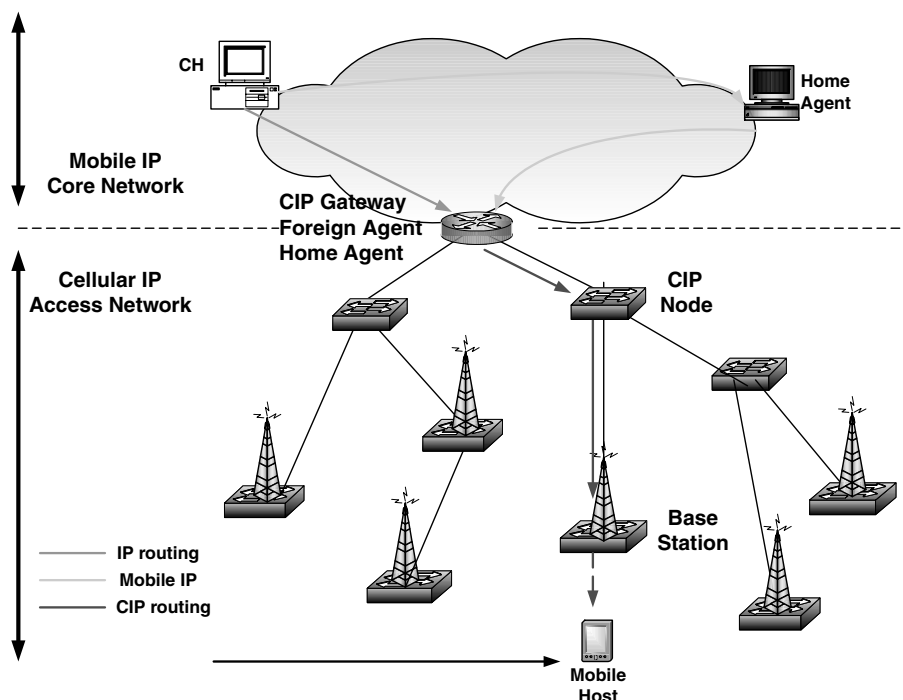 CH
Home
Agent
Mobile IP
Core Network
CIP Gateway
Foreign Agent
Home Agent
Cellular IP
Access Network
CIP
Node
Base
Station
IP routing
Mobile IP
CIP routing
Mobile
Host